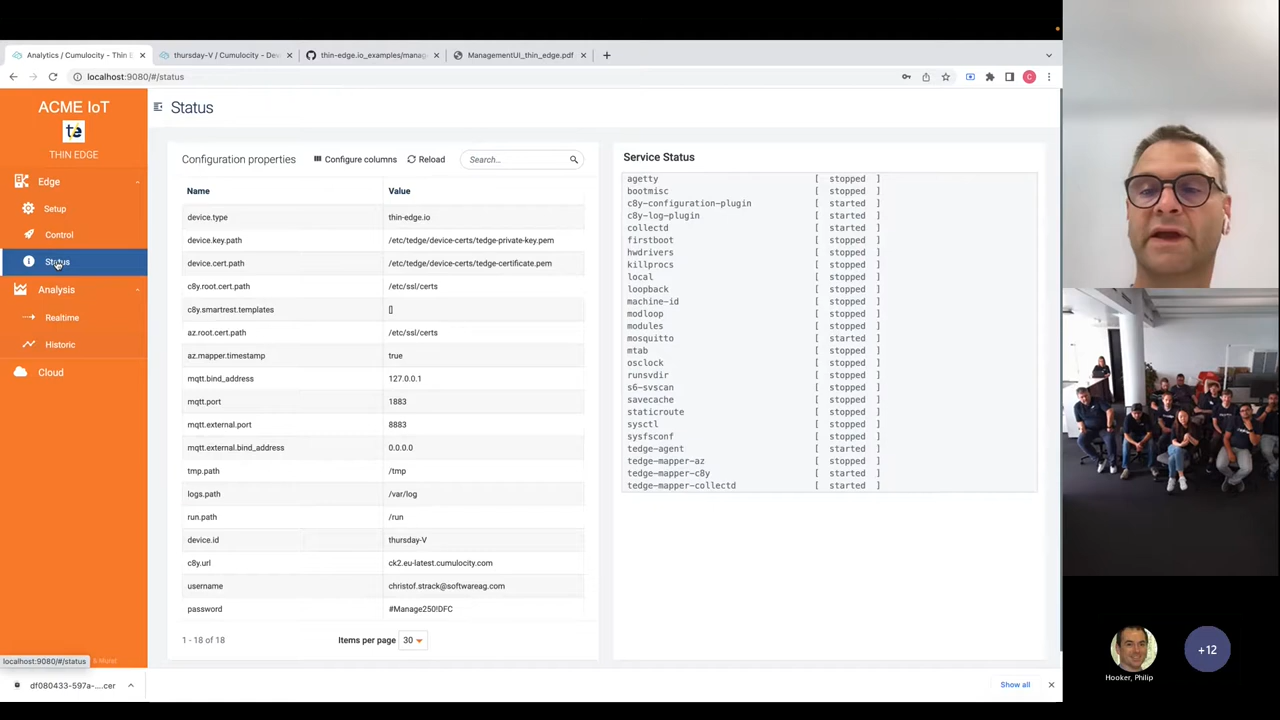 Analytics / Cumulocity - Thin E
thursday-V / Cumulocity - Dev
thin-edge.io_examples/manag
ManagementUI_thin_edge.pdf
localhost:9080/#/status
ACME IoT
te
THIN EDGE
Edge
Setup
Control
Status
Analysis
Realtime
Historic
Cloud
Status
Configuration properties
Configure columns
Reload
Search...
Name Value
device.type thin-edge.io
device.key.path /etc/tedge/device-certs/tedge-private-key.pem
device.cert.path /etc/tedge/device-certs/tedge-certificate.pem
c8y.root.cert.path /etc/ssl/certs
c8y.smartrest.templates []
az.root.cert.path /etc/ssl/certs
az.mapper.timestamp true
mqtt.bind_address 127.0.0.1
mqtt.port 1883
mqtt.external.port 8883
mqtt.external.bind_address 0.0.0.0
tmp.path /tmp
logs.path /var/log
run.path /run
device.id thursday-V
c8y.url ck2.eu-latest.cumulocity.com
username christof.strack@softwareag.com
password #Manage250!DFC
1 - 18 of 18
Items per page 30
Service Status
agetty [ stopped ]
bootmisc [ stopped ]
c8y-configuration-plugin [ started ]
c8y-log-plugin [ started ]
collectd [ started ]
firstboot [ stopped ]
hwdrivers [ stopped ]
killprocs [ stopped ]
local [ stopped ]
loopback [ stopped ]
machine-id [ stopped ]
modloop [ stopped ]
modules [ stopped ]
mosquitto [ started ]
mtab [ stopped ]
osclock [ stopped ]
runsvdir [ stopped ]
s6-svscan [ stopped ]
savecache [ stopped ]
staticroute [ stopped ]
sysctl [ stopped ]
sysfsconf [ stopped ]
tedge-agent [ started ]
tedge-mapper-az [ stopped ]
tedge-mapper-c8y [ started ]
tedge-mapper-collectd [ started ]
localhost:9080/#/status
df080433-597a-....cer
Show all
C
Hooker, Philip
+12